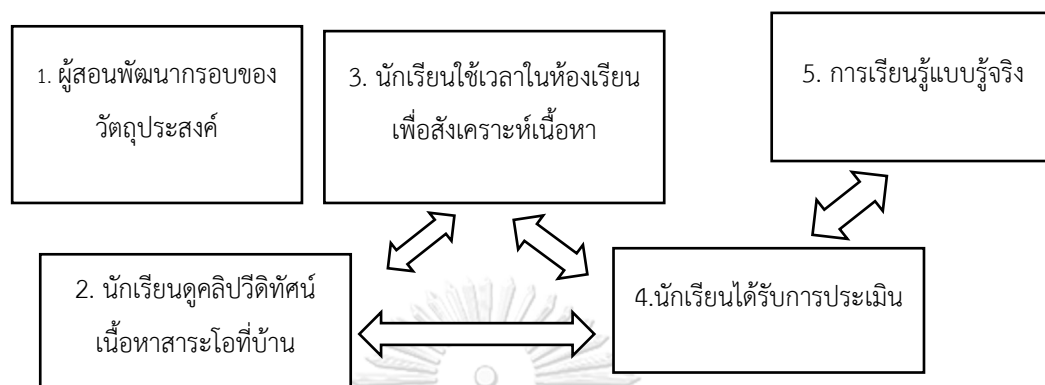 1. ผู้สอนพัฒนากรอบของ
วัตถุประสงค์
2. นักเรียนดูคลิปวีดิทัศน์
เนื้อหาสาระโอที่บ้าน
3. นักเรียนใช้เวลาในห้องเรียน
เพื่อสังเคราะห์เนื้อหา
4.นักเรียนได้รับการประเมิน
5. การเรียนรู้แบบรู้จริง